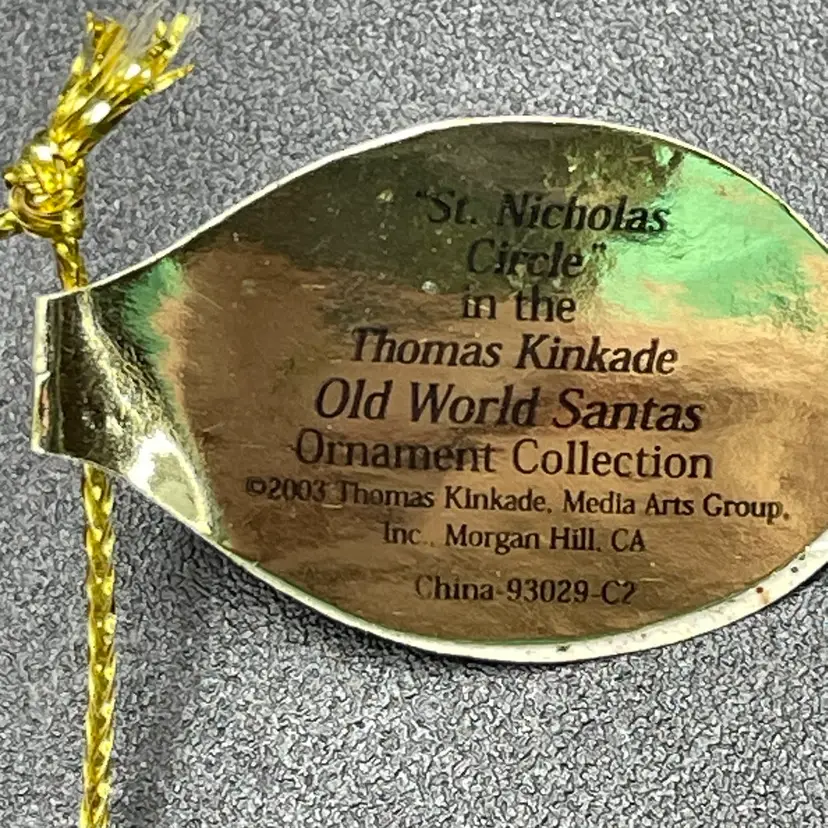 "St. Nicholas
Circle"
in the
Thomas Kinkade
Old World Santas
Ornament Collection
©2003 Thomas Kinkade, Media Arts Group,
Inc., Morgan Hill, CA
China-93029-C2